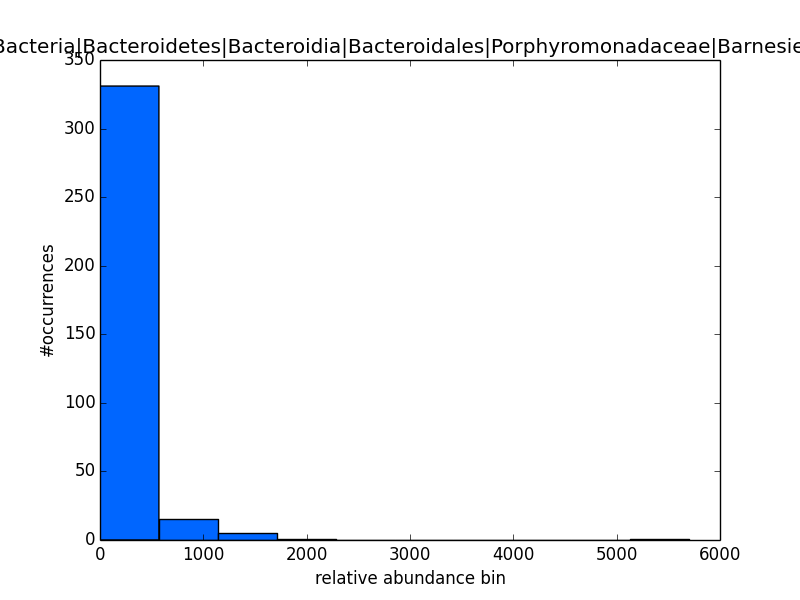 Bacteria|Bacteroidetes|Bacteroidia|Bacteroidales|Porphyromonadaceae|Barnesie
350
300
250
200
150
100
50
0
#occurrences
0 1000 2000 3000 4000 5000 6000
relative abundance bin